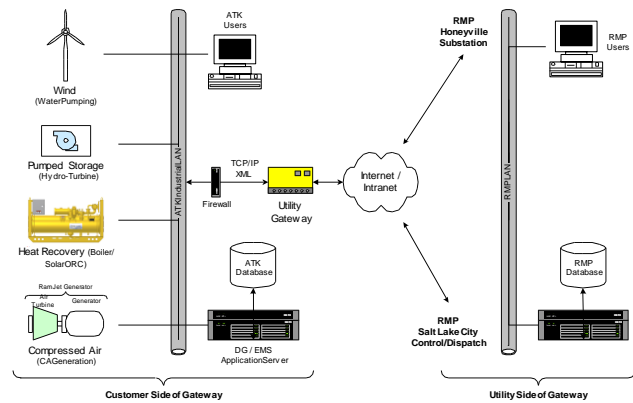 Wind
(WaterPumping)
Pumped Storage
(Hydro-Turbine)
Heat Recovery (Boiler/
SolarORC)
RamJet Generator
Air
Turbine
Generator
Compressed Air
(CAGeneration)
ATKIndustrialLAN
ATK
Users
TCP/IP
XML
Firewall
Utility
Gateway
ATK
Database
DG / EMS
ApplicationServer
Customer Side of Gateway
Internet /
Intranet
RMP
Honeyville
Substation
RMP
Salt Lake City
Control/Dispatch
RMPLAN
RMP
Users
RMP
Database
Utility Side of Gateway